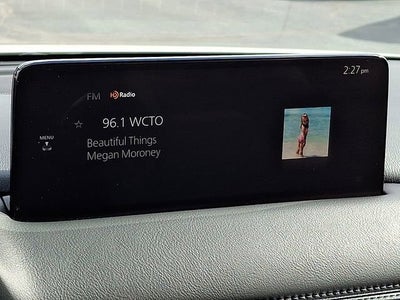 2:27 pm
FM HD Radio
96.1 WCTO
MENU
Beautiful Things
Megan Moroney